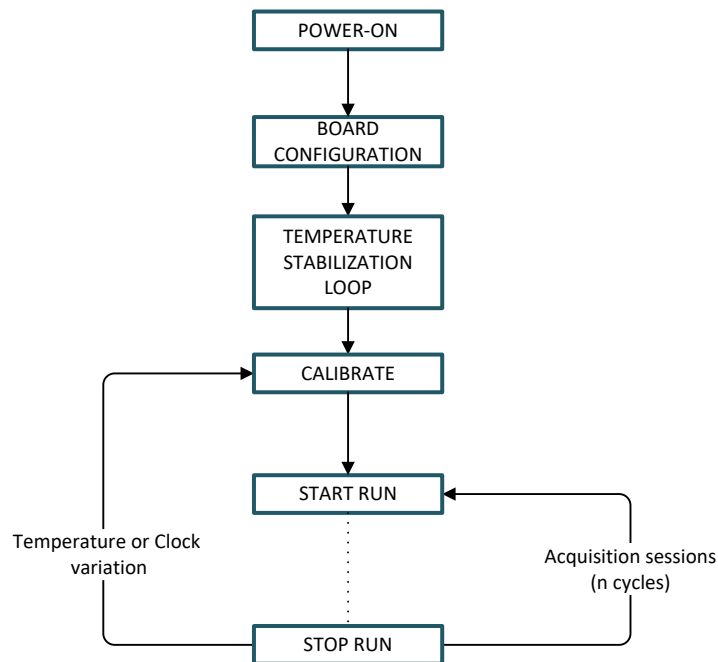 POWER-ON
BOARD
CONFIGURATION
TEMPERATURE
STABILIZATION
LOOP
CALIBRATE
START RUN
Temperature or Clock
variation
Acquisition sessions
(n cycles)
STOP RUN